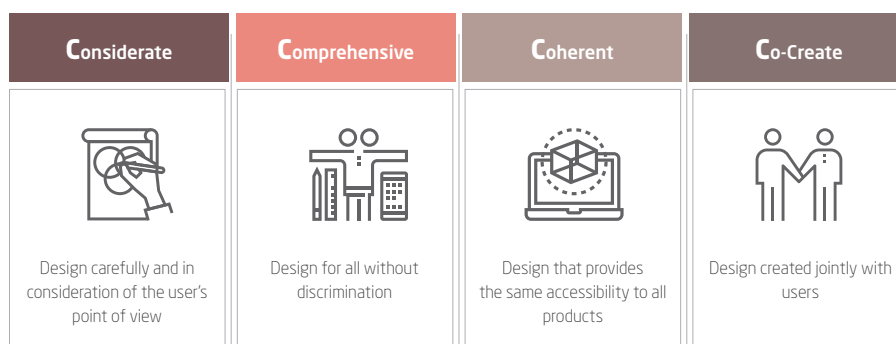 Considerate
Comprehensive
Coherent
Co-Create
Design carefully and in
consideration of the user's
point of view
Design for all without
discrimination
Design that provides
the same accessibility to all
products
Design created jointly with
users